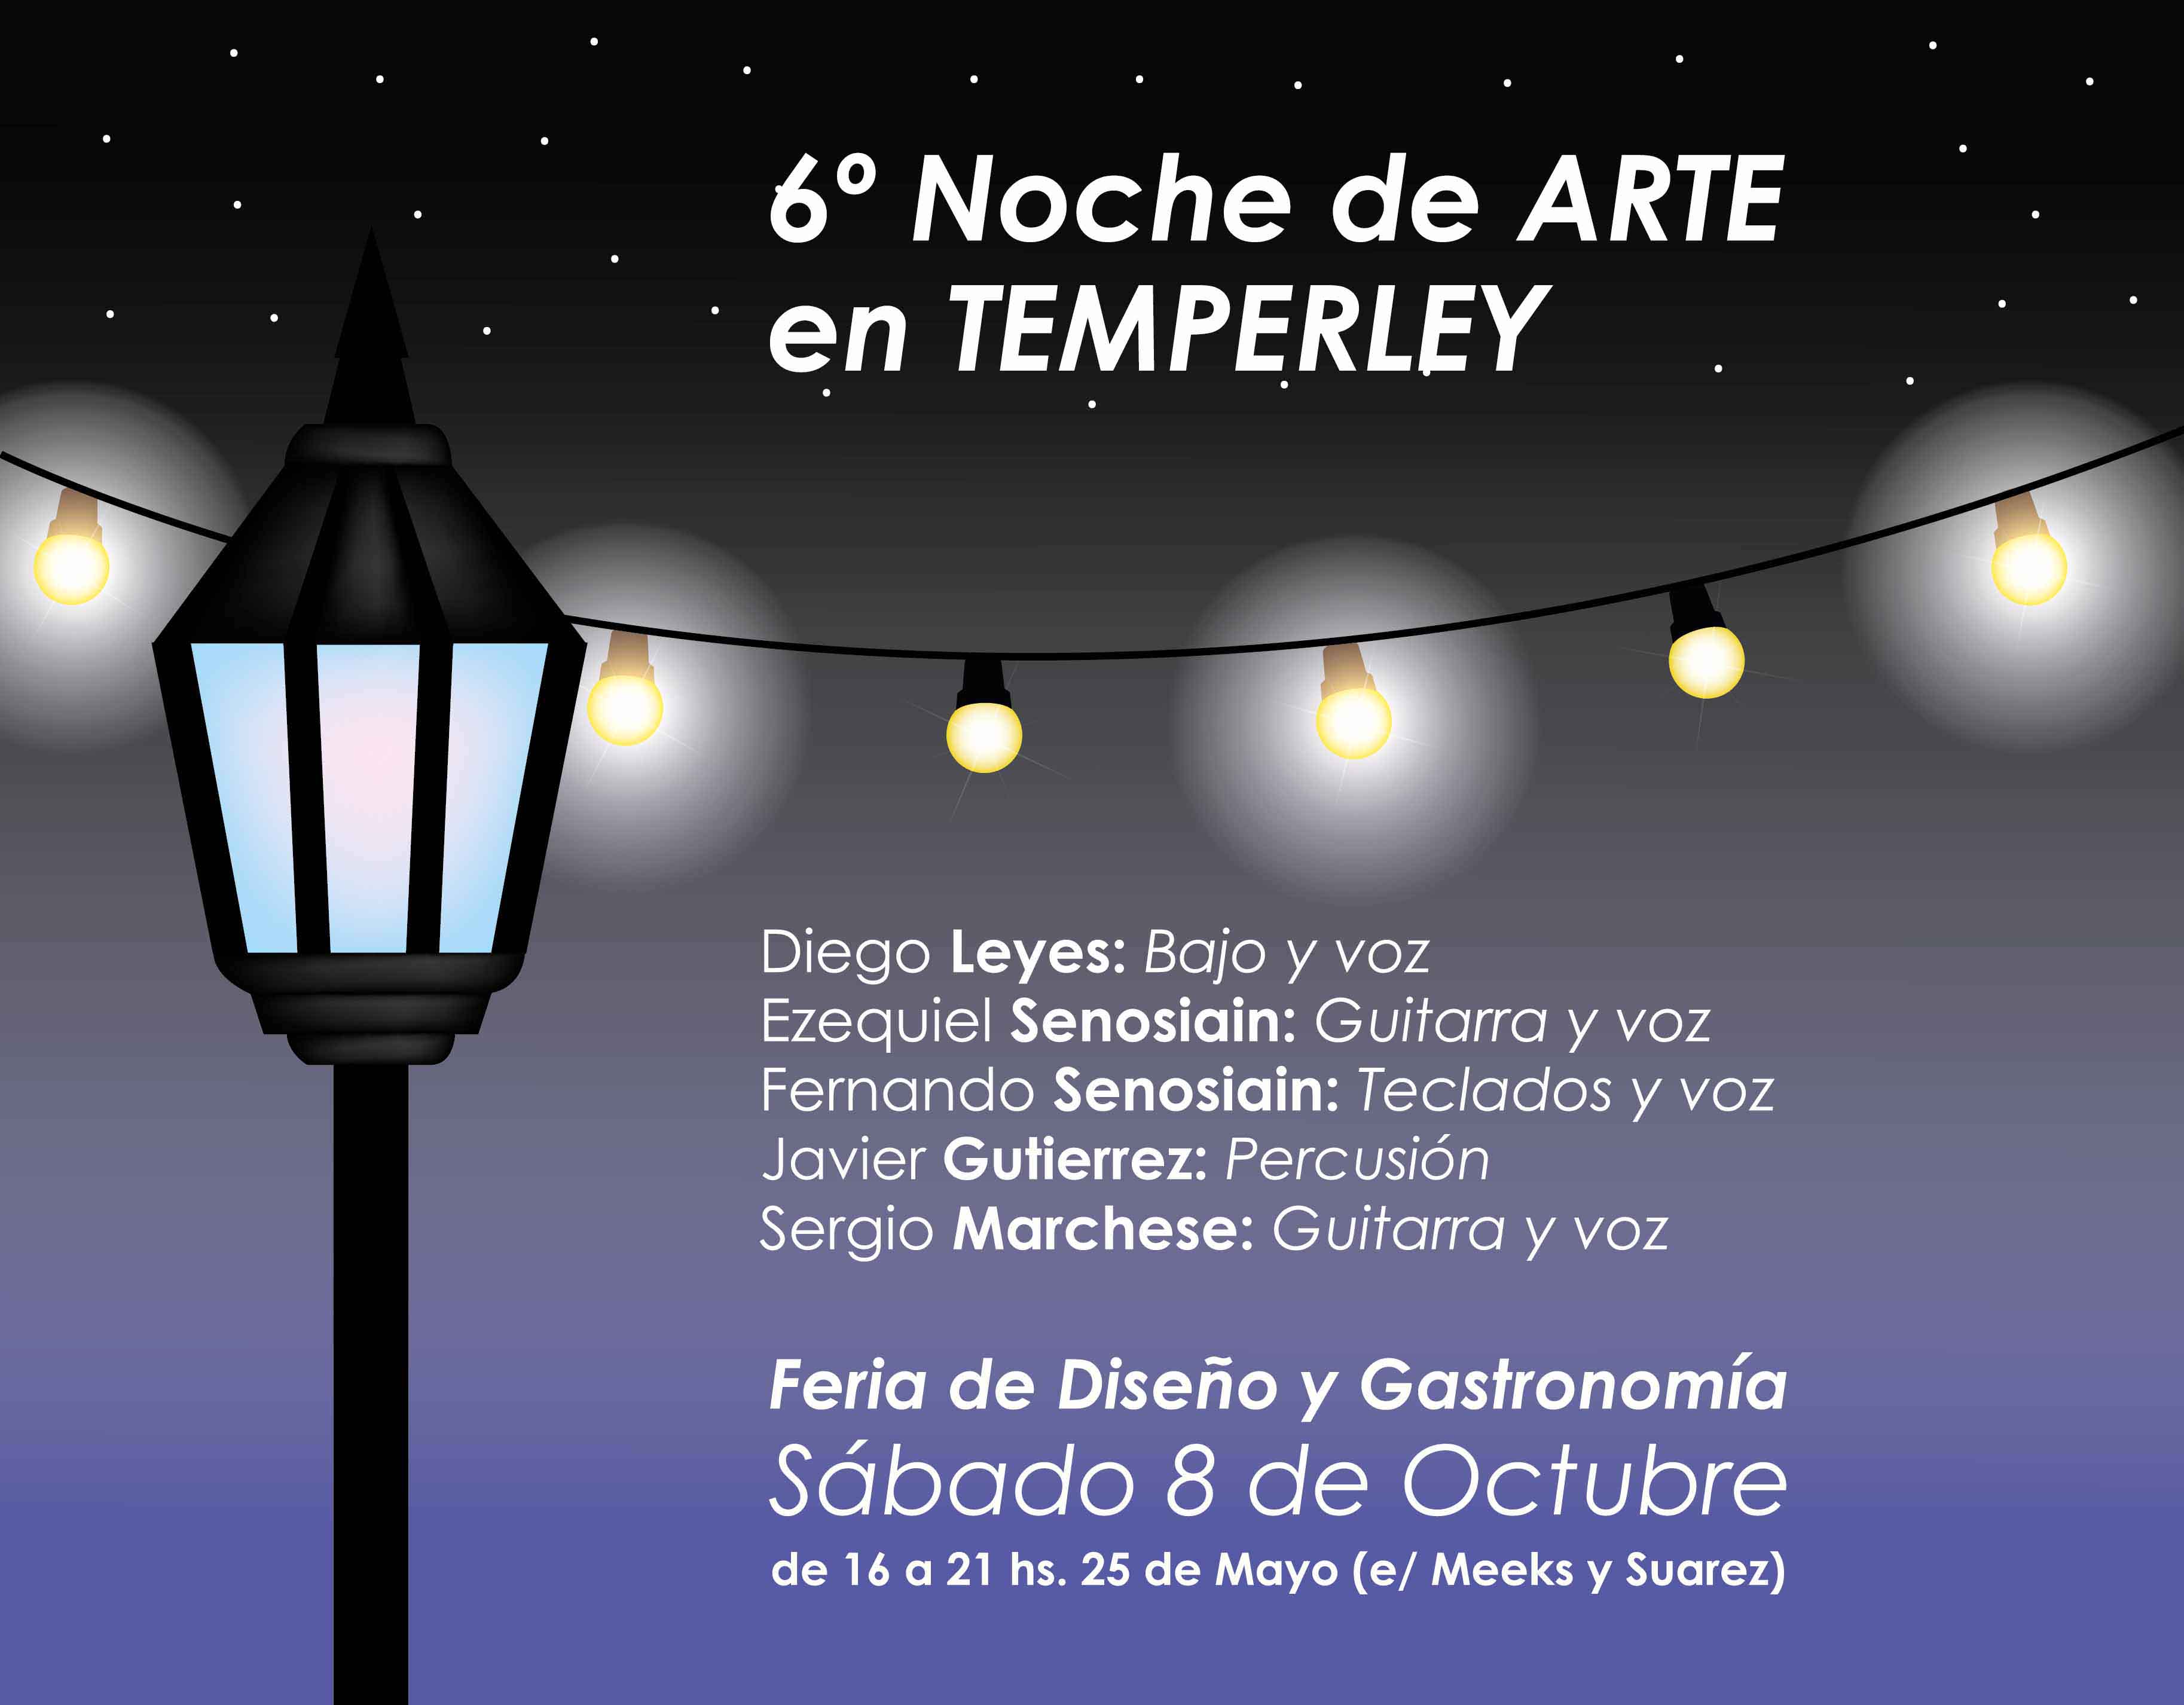 6º Noche de ARTE
en TEMPERLEY
Diego Leyes: Bajo y voz
Ezequiel Senosiain: Guitarra y voz
Fernando Senosiain: Teclados y voz
Javier Gutierrez: Percusión
Sergio Marchese: Guitarra y voz
Feria de Diseño y Gastronomía
Sábado 8 de Octubre
de 16 a 21 hs. 25 de Mayo (e/ Meeks y Suarez)